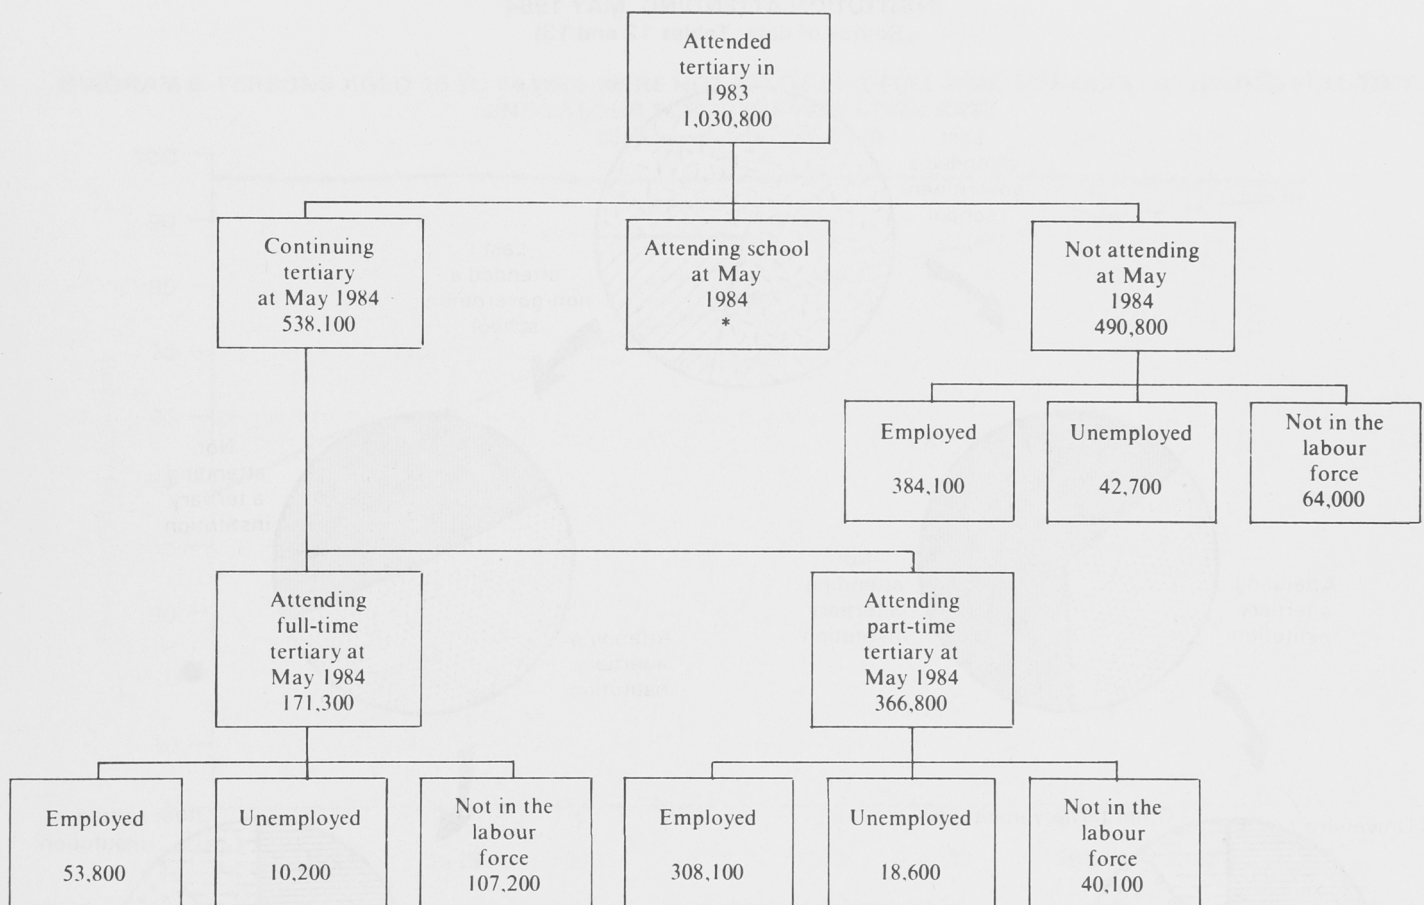 Attended
tertiary in
1983
1,030,800
Continuing
tertiary
at May 1984
538,100
Attending school
at May
1984
*
Not attending
at May
1984
490,800
Employed
384,100
Unemployed
42,700
Not in the
labour
force
64,000
Attending
full-time
tertiary at
May 1984
171,300
Attending
part-time
tertiary at
May 1984
366,800
Employed
53,800
Unemployed
10,200
Not in the
labour
force
107,200
Employed
308,100
Unemployed
18,600
Not in the
labour
force
40,100